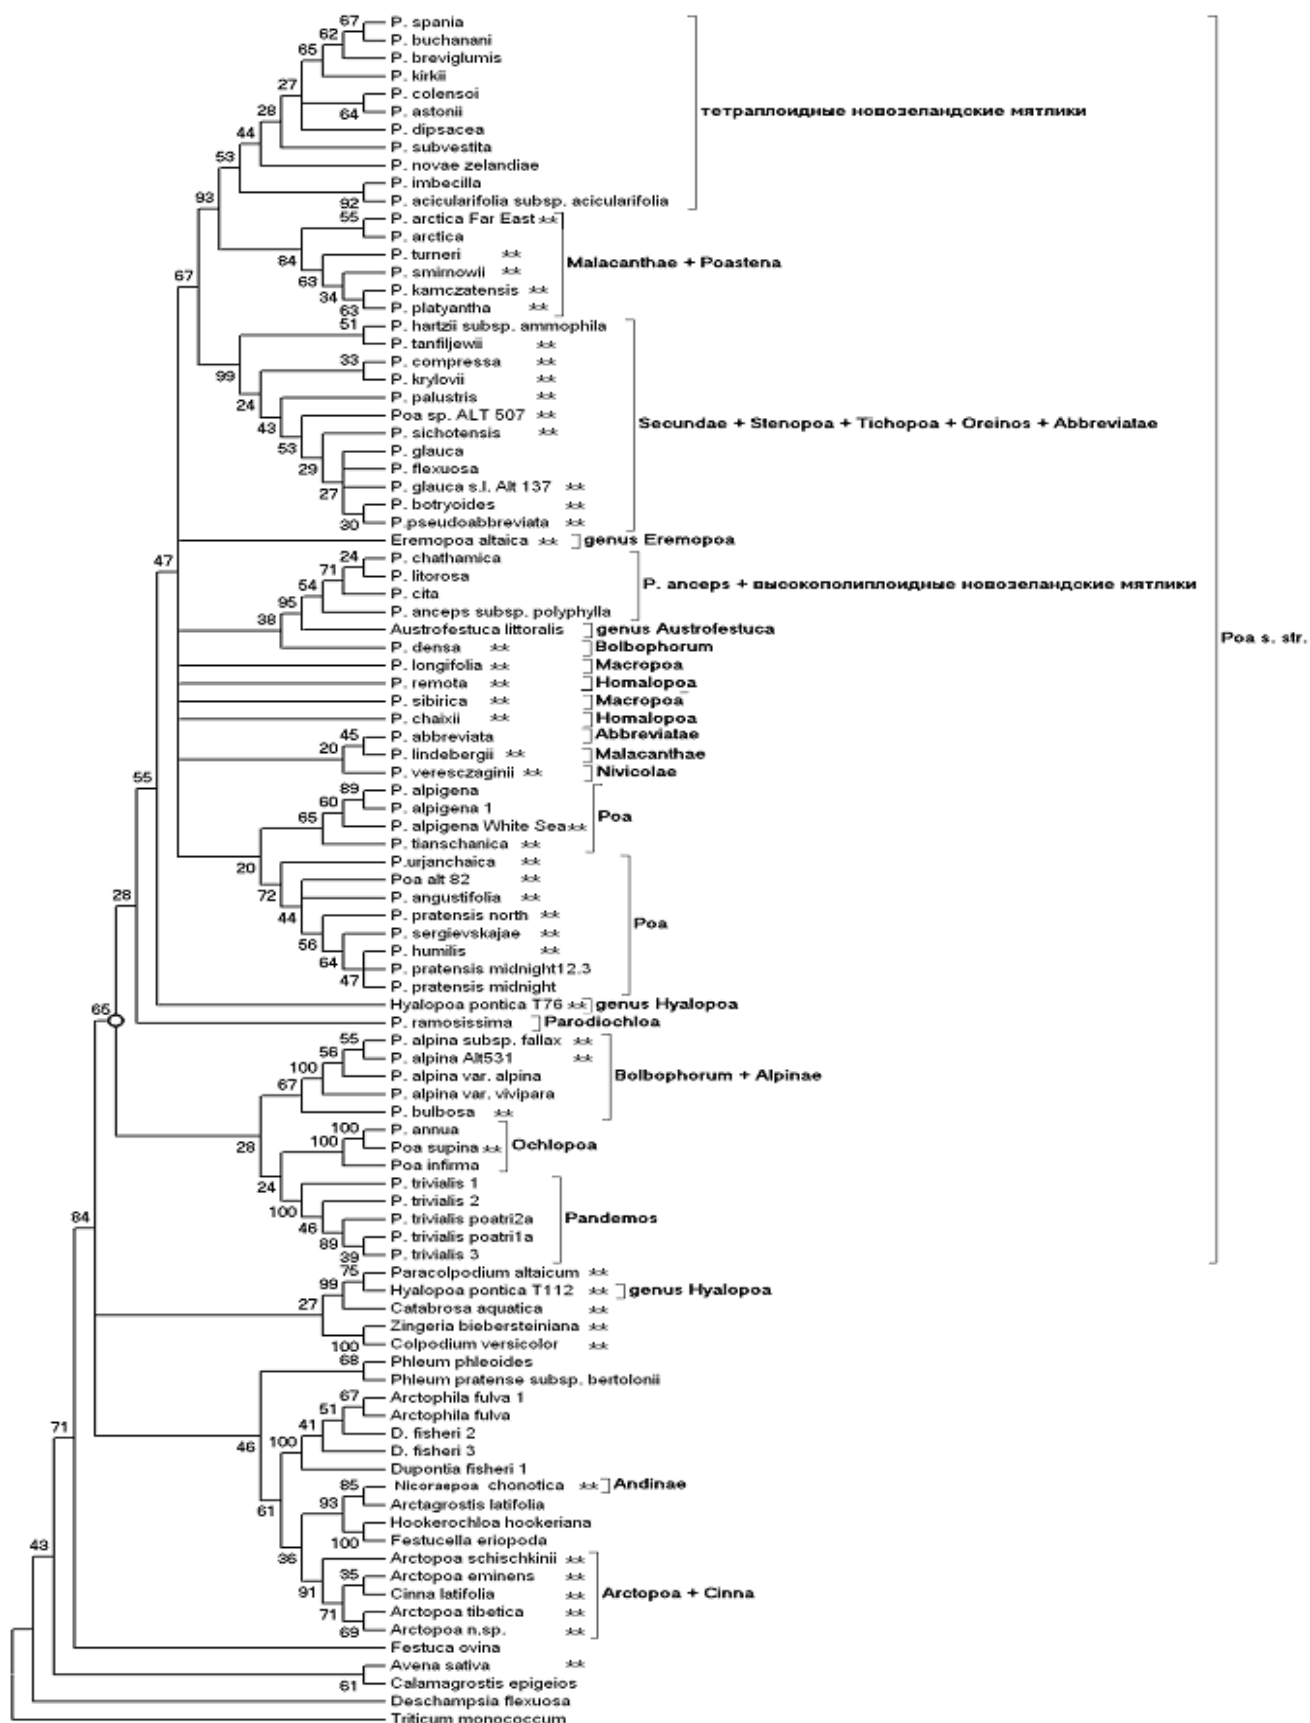 67 P. spania
62 P. buchanani
65 P. breviglumis
P. kirkii
27 P. colensoi
64 P. astonii
тетраплоидные новозеландские мятлики
28 P. dipsacea
44 P. subvestita
53 P. novae zelandiae
P. imbecilla
93 92 P. acicularifolia subsp. acicularifolia
55 P. arctica Far East **
P. arctica
84 P. turneri **
Malacanthae + Poastena
67 63 P. smirnowii **
34 P. kamczatensis **
63 P. platyantha **
51 P. hartzii subsp. ammophila
P. tanfiljewii **
33 P. compressa **
99 P. krylovii **
24 P. palustris **
43 Poa sp. ALT 507 **
Secundae + Stenopoa + Tichopoa + Oreinos + Abbreviatae
53 P. sichotensis **
29 P. glauca
P. flexuosa
27 P. glauca s.l. Alt 137 **
P. botryoides **
30 P.pseudoabbreviata **
Eremopoa altaica ** genus Eremopoa
47 24 P. chathamica
71 P. litorosa
P. anceps + высокополиплоидные новозеландские мятлики
54 P. cita
95 P. anceps subsp. polyphylla
38 Austrofestuca littoralis genus Austrofestuca
Poa s. str.
P. densa ** Bolbophorum
P. longifolia ** Macropoa
P. remota ** Homalopoa
P. sibirica ** Macropoa
P. chaixii ** Homalopoa
45 P. abbreviata Abbreviatae
20 P. lindebergii ** Malacanthae
P. veresczaginii ** Nivicolae
55 89 P. alpigena
60 P. alpigena 1
Poa
65 P. alpigena White Sea**
P. tianschanica **
20 P.urjanchaica **
Poa alt 82 **
28 72 P. angustifolia **
44 P. pratensis north **
Poa
P. sergievskajae **
56 P. humilis **
64 P. pratensis midnight12.3
47 P. pratensis midnight
Hyalopoa pontica T76 ** genus Hyalopoa
65 P. ramosissima Parodiochloa
55 P. alpina subsp. fallax **
56 P. alpina Alt531 **
100 P. alpina var. alpina
Bolbophorum + Alpinae
67 P. alpina var. vivipara
P. bulbosa **
100 P. annua
28 100 Poa supina ** Ochlopoa
Poa infirma
24 P. trivialis 1
100 P. trivialis 2
84 46 P. trivialis poatri2a
Pandemos
89 P. trivialis poatri1a
39 P. trivialis 3
75 Paracolpodium altaicum **
99 Hyalopoa pontica T112 ** genus Hyalopoa
27 Catabrosa aquatica **
Zingeria biebersteiniana **
100 Colpodium versicolor **
68 Phleum phleoides
Phleum pratense subsp. bertolonii
67 Arctophila fulva 1
51 Arctophila fulva
71 41 D. fisheri 2
46 100 D. fisheri 3
Dupontia fisheri 1
85 Nicoraepoa chonotica ** Andinae
61 93 Arctagrostis latifolia
Hookerochloa hookeriana
100 Festucella eriopoda
43 36 Arctopoa schischkinii **
35 Arctopoa eminens **
91 Cinna latifolia ** Arctopoa + Cinna
71 Arctopoa tibetica **
69 Arctopoa n.sp. **
Festuca ovina
Avena sativa **
61 Calamagrostis epigeios
Deschampsia flexuosa
Triticum monococcum